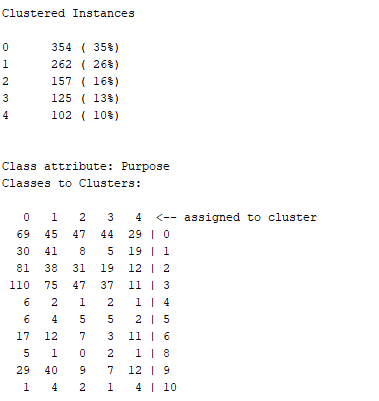 Clustered Instances
0 354 ( 35%)
1 262 ( 26%)
2 157 ( 16%)
3 125 ( 13%)
4 102 ( 10%)
Class attribute: Purpose
Classes to Clusters:
0 1 2 3 4 <-- assigned to cluster
69 45 47 44 29 | 0
30 41 8 5 19 | 1
81 38 31 19 12 | 2
110 75 47 37 11 | 3
6 2 1 2 1 | 4
6 4 5 5 2 | 5
17 12 7 3 11 | 6
5 1 0 2 1 | 8
29 40 9 7 12 | 9
1 4 2 1 4 | 10